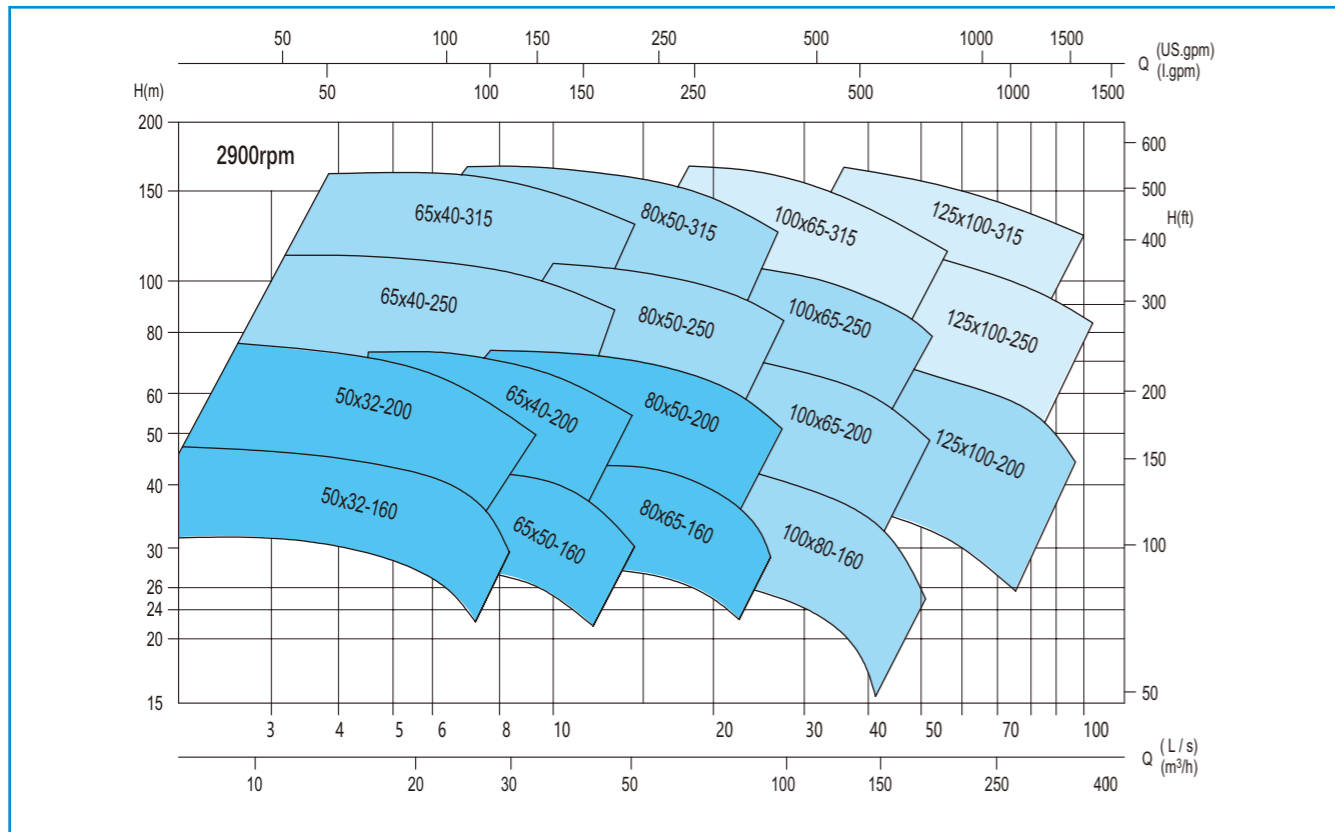 50 100 150 250 500 1000 1500 (US.gpm)
Q
50 100 150 250 500 1000 1500 (I.gpm)
H(m)
200
2900rpm
600
150
500
H(ft)
400
100
300
80
60
200
50
150
40
30
100
26
24
20
15
50
65x40-315
80x50-315
100x65-315
125x100-315
65x40-250
80x50-250
100x65-250
125x100-250
50x32-200
65x40-200
80x50-200
100x65-200
125x100-200
50x32-160
65x50-160
80x65-160
100x80-160
3 4 5 6 8 10 20 30 40 50 70 100
Q (L / s)
(m³/h)
10 20 30 50 100 150 250 400